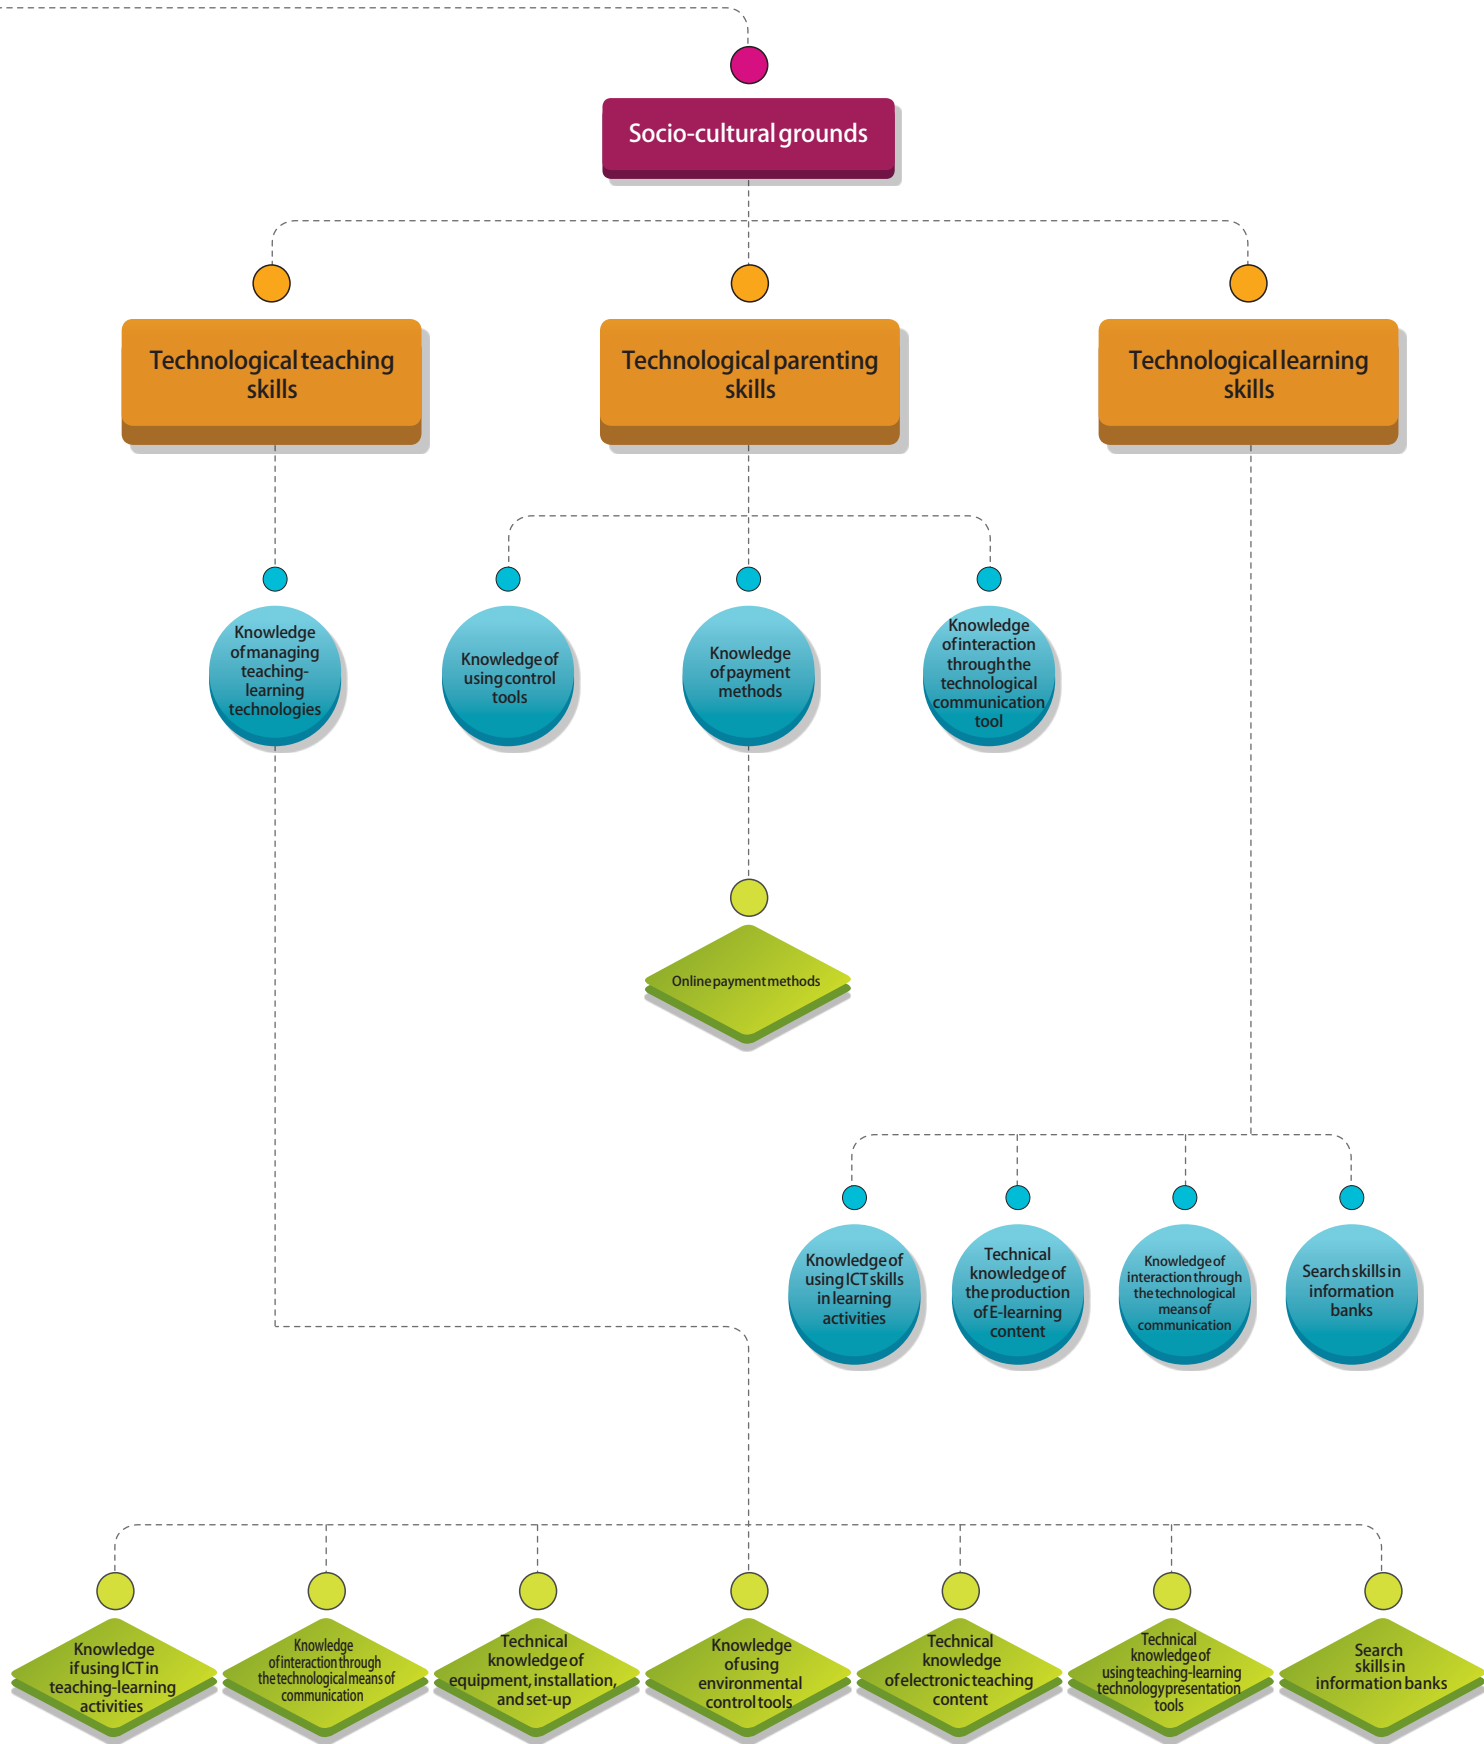 Socio-cultural grounds
Technological teaching
skills
Technological parenting
skills
Technological learning
skills
Knowledge
of managing
teaching-
learning
technologies
Knowledge of
using control
tools
Knowledge
of payment
methods
Knowledge
of interaction
through the
technological
communication
tool
Online payment methods
Knowledge of
using ICT skills
in learning
activities
Technical
knowledge of
the production
of E-learning
content
Knowledge of
interaction through
the technological
means of
communication
Search skills in
information
banks
Knowledge
if using ICT in
teaching-learning
activities
Knowledge
of interaction through
the technological means of
communication
Technical
knowledge of
equipment, installation,
and set-up
Knowledge
of using
environmental
control tools
Technical
knowledge
of electronic teaching
content
Technical
knowledge of
using teaching-learning
technology presentation
tools
Search
skills in
information banks